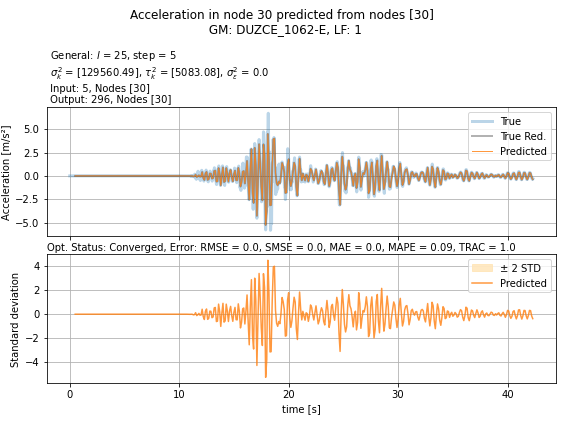 Acceleration in node 30 predicted from nodes [30]
GM: DUZCE_1062-E, LF: 1
General: l = 25, step = 5
σ²ₖ = [129560.49], τ²ₖ = [5083.08], σ²ε = 0.0
Input: 5, Nodes [30]
Output: 296, Nodes [30]
Acceleration [m/s²]
5.0
2.5
0.0
−2.5
−5.0
True
True Red.
Predicted
Opt. Status: Converged, Error: RMSE = 0.0, SMSE = 0.0, MAE = 0.0, MAPE = 0.09, TRAC = 1.0
Standard deviation
4
2
0
−2
−4
± 2 STD
Predicted
0 10 20 30 40
time [s]